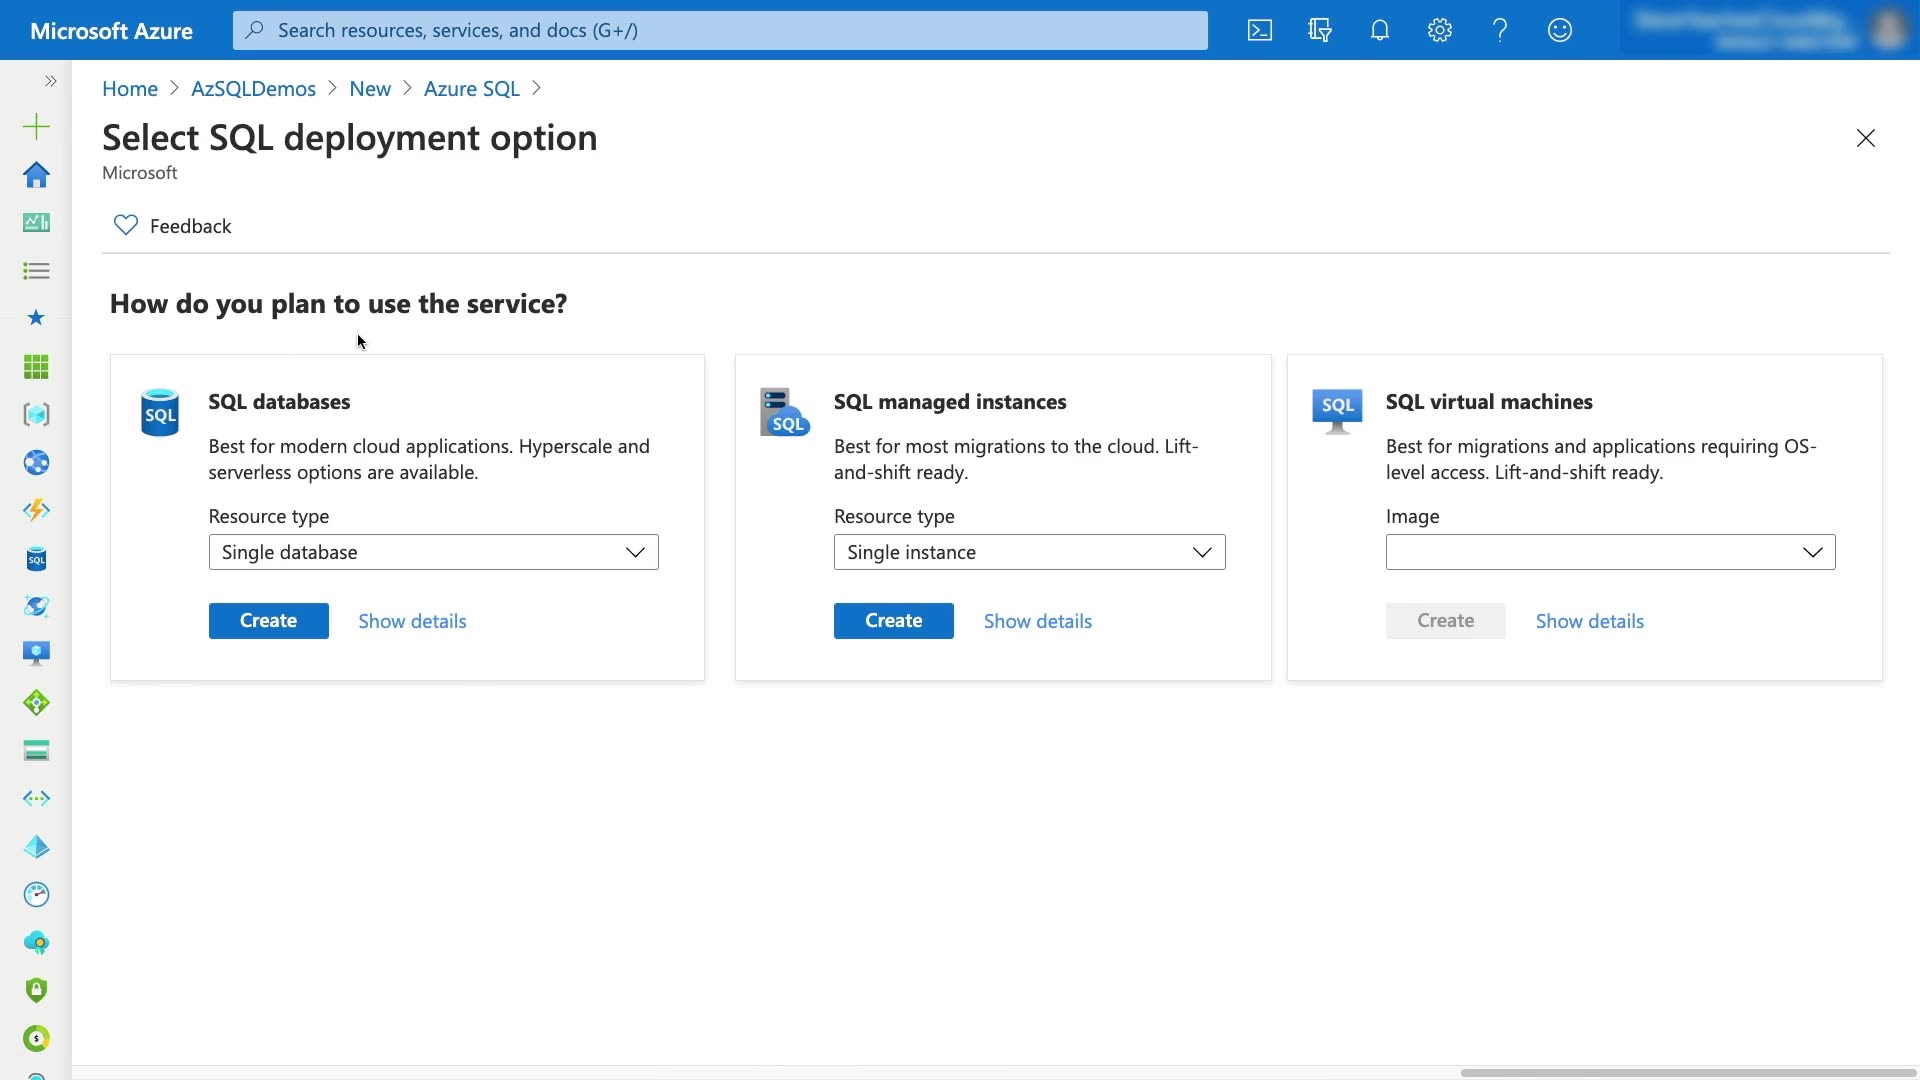 Microsoft Azure
Search resources, services, and docs (G+/)
Home > AzSQLDemos > New > Azure SQL >
Select SQL deployment option
Microsoft
Feedback
How do you plan to use the service?
SQL
SQL databases
Best for modern cloud applications. Hyperscale and
serverless options are available.
Resource type
Single database
Create Show details
SQL
SQL managed instances
Best for most migrations to the cloud. Lift-
and-shift ready.
Resource type
Single instance
Create Show details
SQL
SQL virtual machines
Best for migrations and applications requiring OS-
level access. Lift-and-shift ready.
Image
Create Show details
SQL